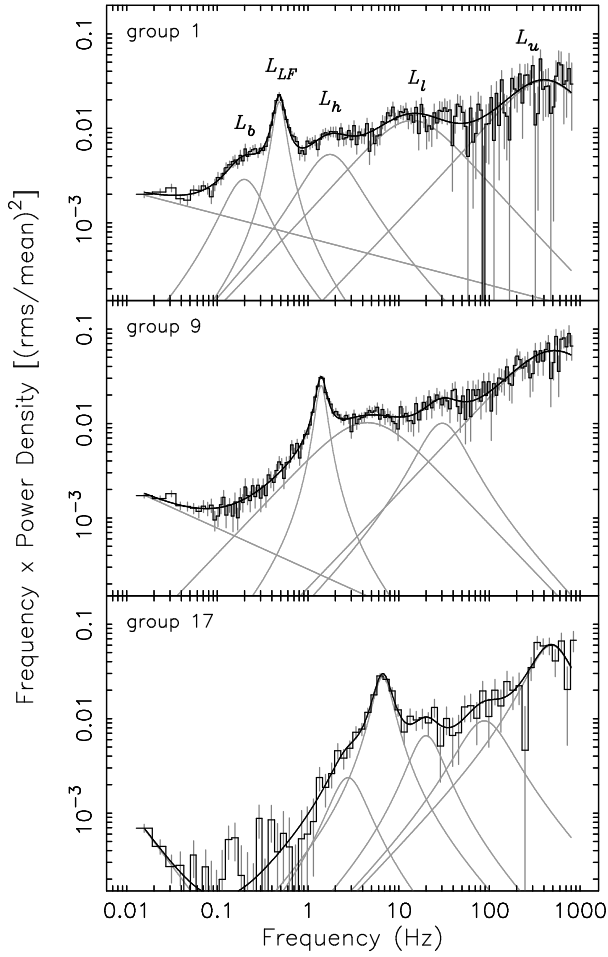 group 1
L_b
L_LF
L_h
L_l
L_u
0.1
0.01
10^−3
group 9
0.1
0.01
10^−3
group 17
0.1
0.01
10^−3
Frequency x Power Density [(rms/mean)^2]
0.01 0.1 1 10 100 1000
Frequency (Hz)